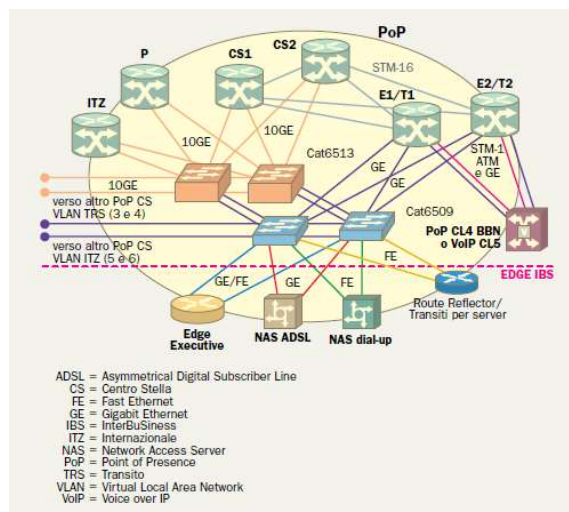 PoP
CS2
CS1
P
STM-16
E2/T2
E1/T1
ITZ
10GE
10GE
STM-1
ATM
e GE
GE
GE
10GE
verso altro PoP CS
VLAN TRS (3 e 4)
Cat6513
Cat6509
PoP CL4 BBN
o VoIP CL5
V
verso altro PoP CS
VLAN ITZ (5 e 6)
FE
EDGE IBS
GE/FE
GE
FE
Route Reflector/
Transiti per server
Edge
Executive
NAS ADSL
NAS dial-up
ADSL = Asymmetrical Digital Subscriber Line
CS = Centro Stella
FE = Fast Ethernet
GE = Gigabit Ethernet
IBS = InterBuSiness
ITZ = Internazionale
NAS = Network Access Server
PoP = Point of Presence
TRS = Transito
VLAN = Virtual Local Area Network
VoIP = Voice over IP